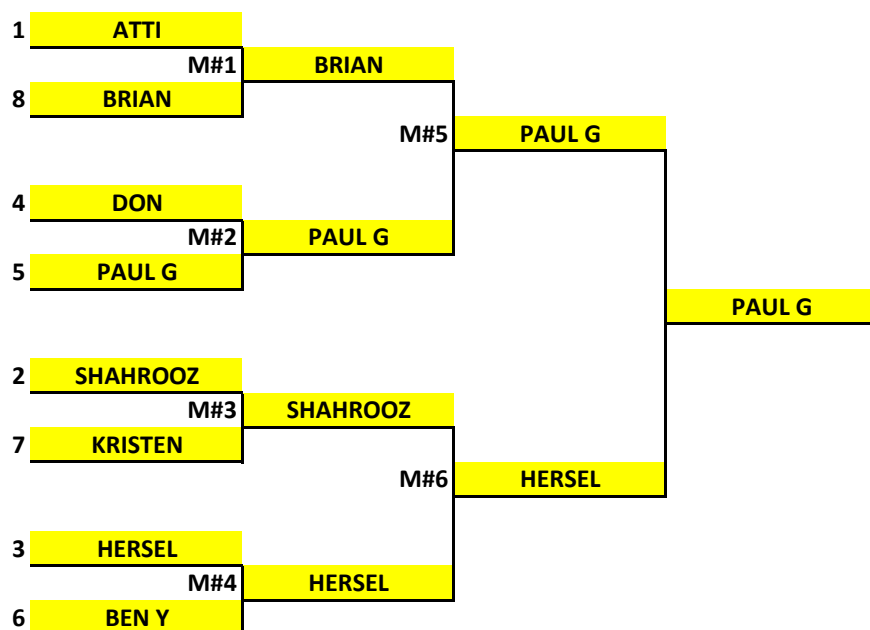 1 ATTI
M#1 BRIAN
8 BRIAN
M#5 PAUL G
4 DON
M#2 PAUL G
5 PAUL G
PAUL G
2 SHAHROOZ
M#3 SHAHROOZ
7 KRISTEN
M#6 HERSEL
3 HERSEL
M#4 HERSEL
6 BEN Y